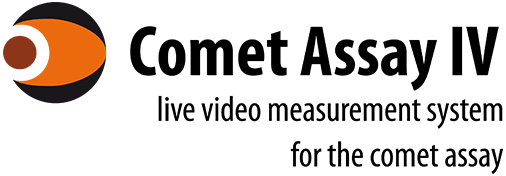 Comet Assay IV
live video measurement system
for the comet assay